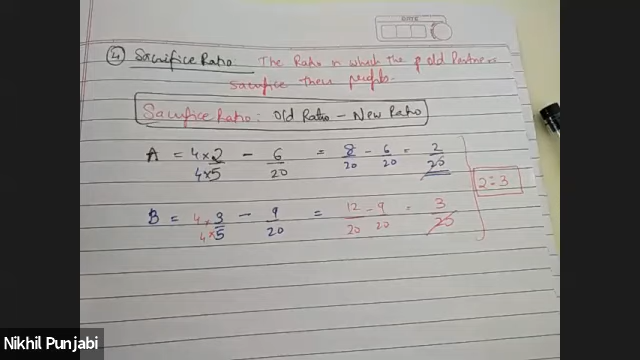 DATE
④ Sacrifice Ratio. The Ratio in which the old Partners
sacrifice their profits.
Sacrifice Ratio: Old Ratio - New Ratio
A = 4×2/4×5 - 6/20 = 8/20 - 6/20 = 2/20
2:3
B = 4×3/4×5 - 9/20 = 12/20 - 9/20 = 3/20
Nikhil Punjabi